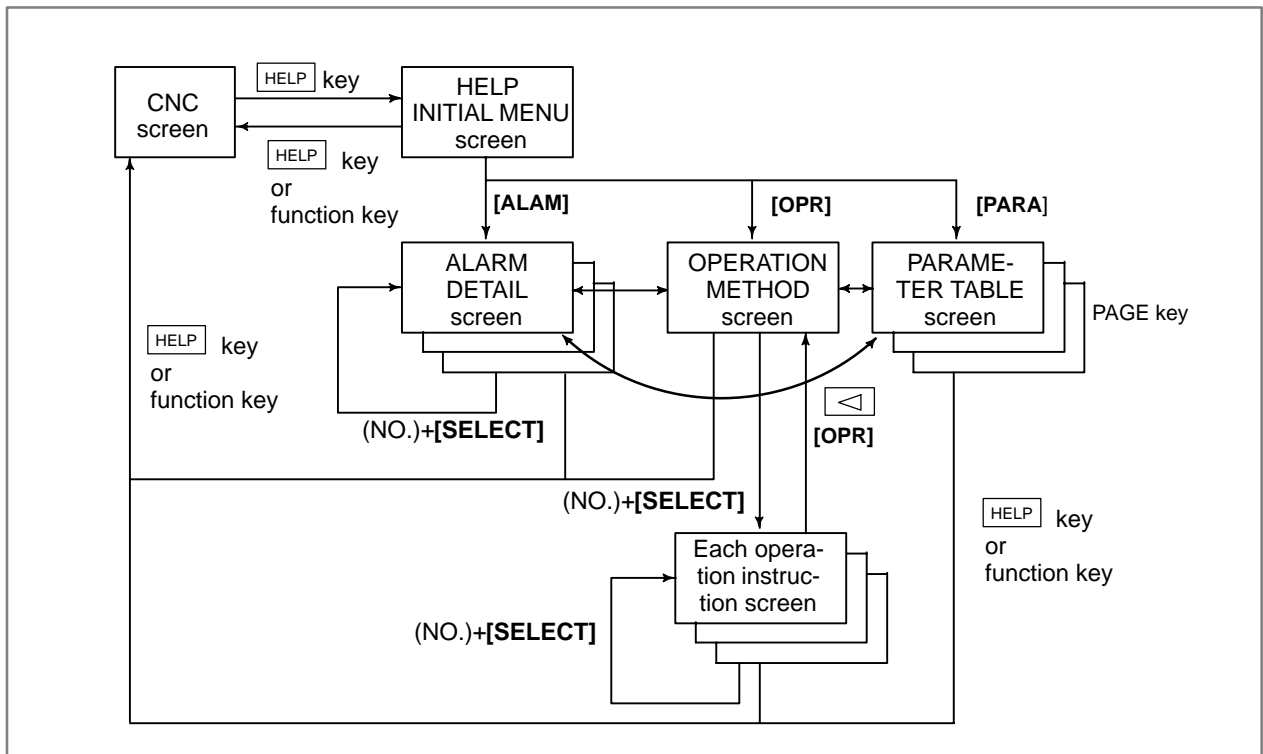 HELP key
CNC
screen
HELP
INITIAL MENU
screen
HELP key
or
function key
[ALAM]
[OPR]
[PARA]
ALARM
DETAIL
screen
OPERATION
METHOD
screen
PARAME-
TER TABLE
screen
PAGE key
HELP key
or
function key
(NO.)+[SELECT]
[OPR]
(NO.)+[SELECT]
HELP key
or
function key
Each opera-
tion instruc-
tion screen
(NO.)+[SELECT]